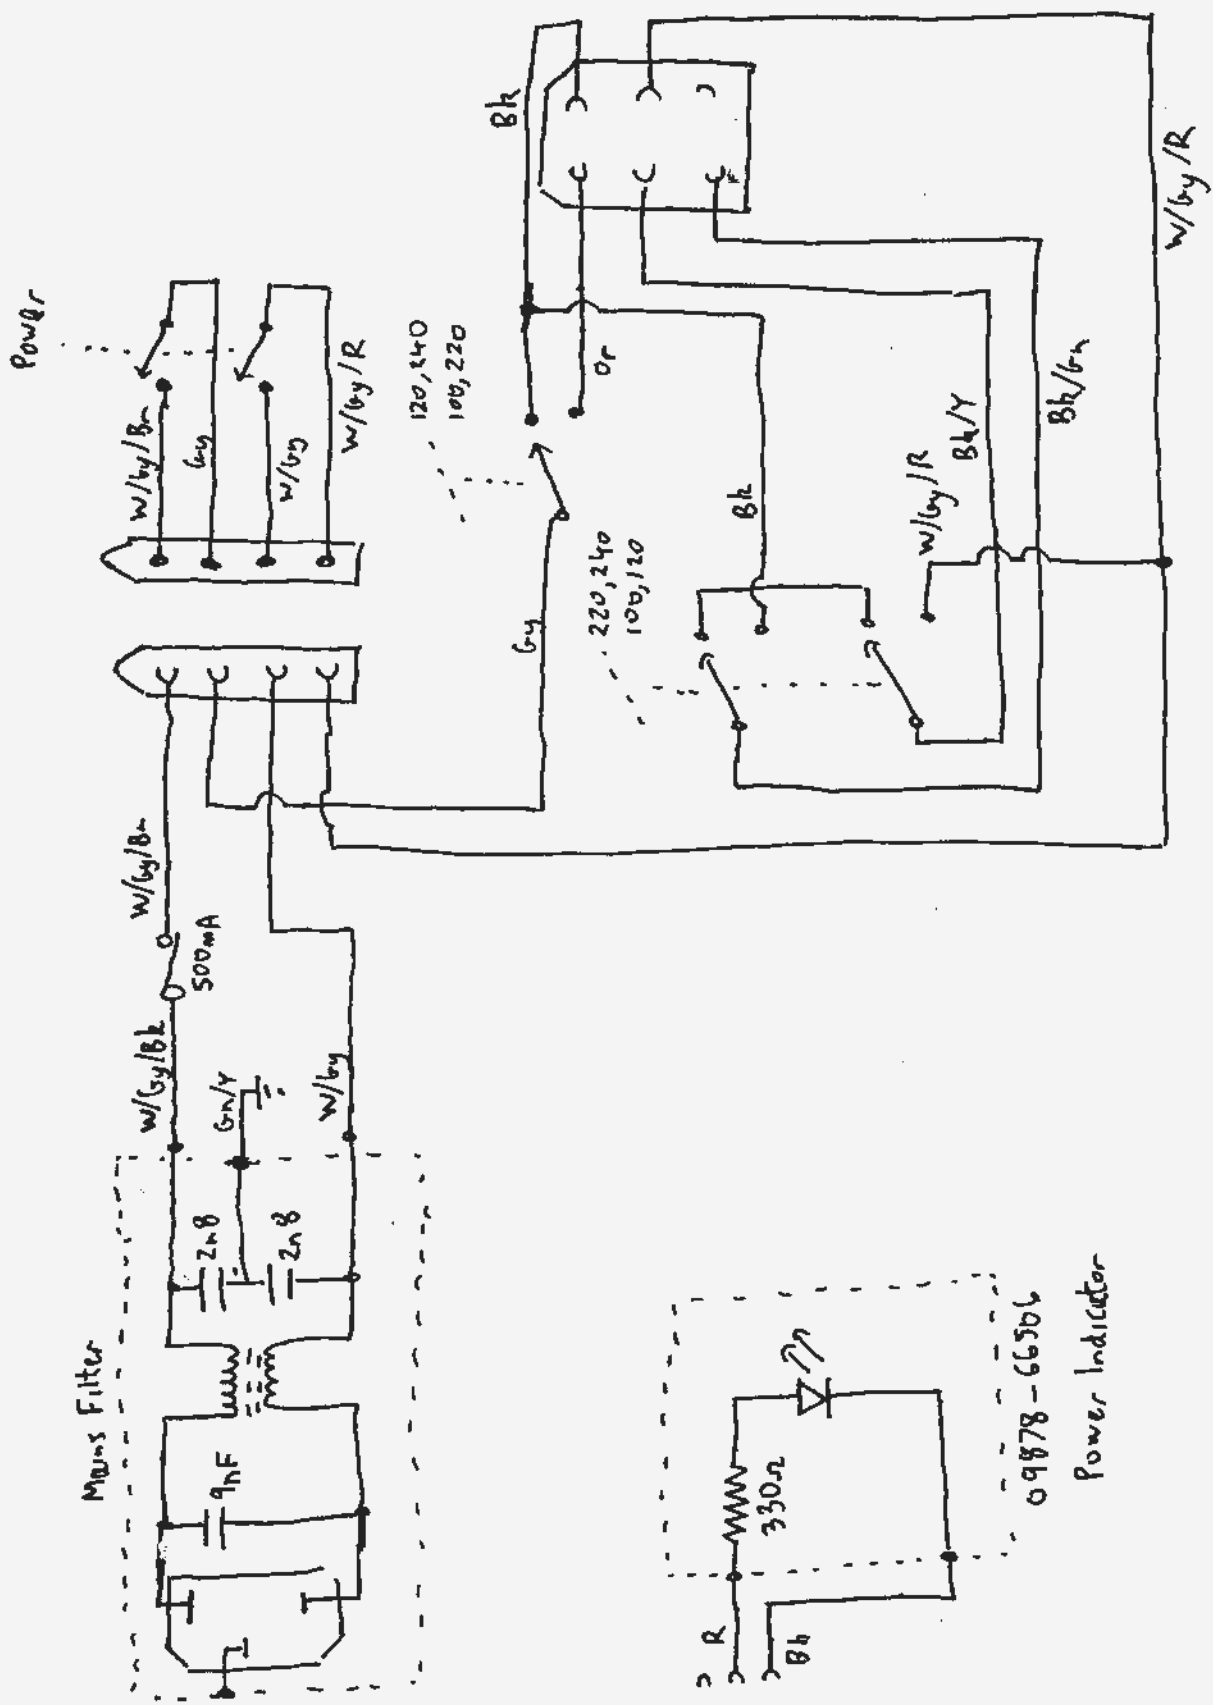 Mains Filter
9nF
2n8
2n8
W/Gy/Bk
Gn/Y
W/Gy
500mA
W/Gy/Bn
W/Gy/Bn
Gy
W/Gy
W/Gy/R
Power
Gy
120, 240
100, 220
220, 240
100, 120
Bk
Or
Bk
W/Gy/R
Bk/Y
Bk/Gn
W/Gy/R
R
Bk
330Ω
09878-66506
Power Indicator